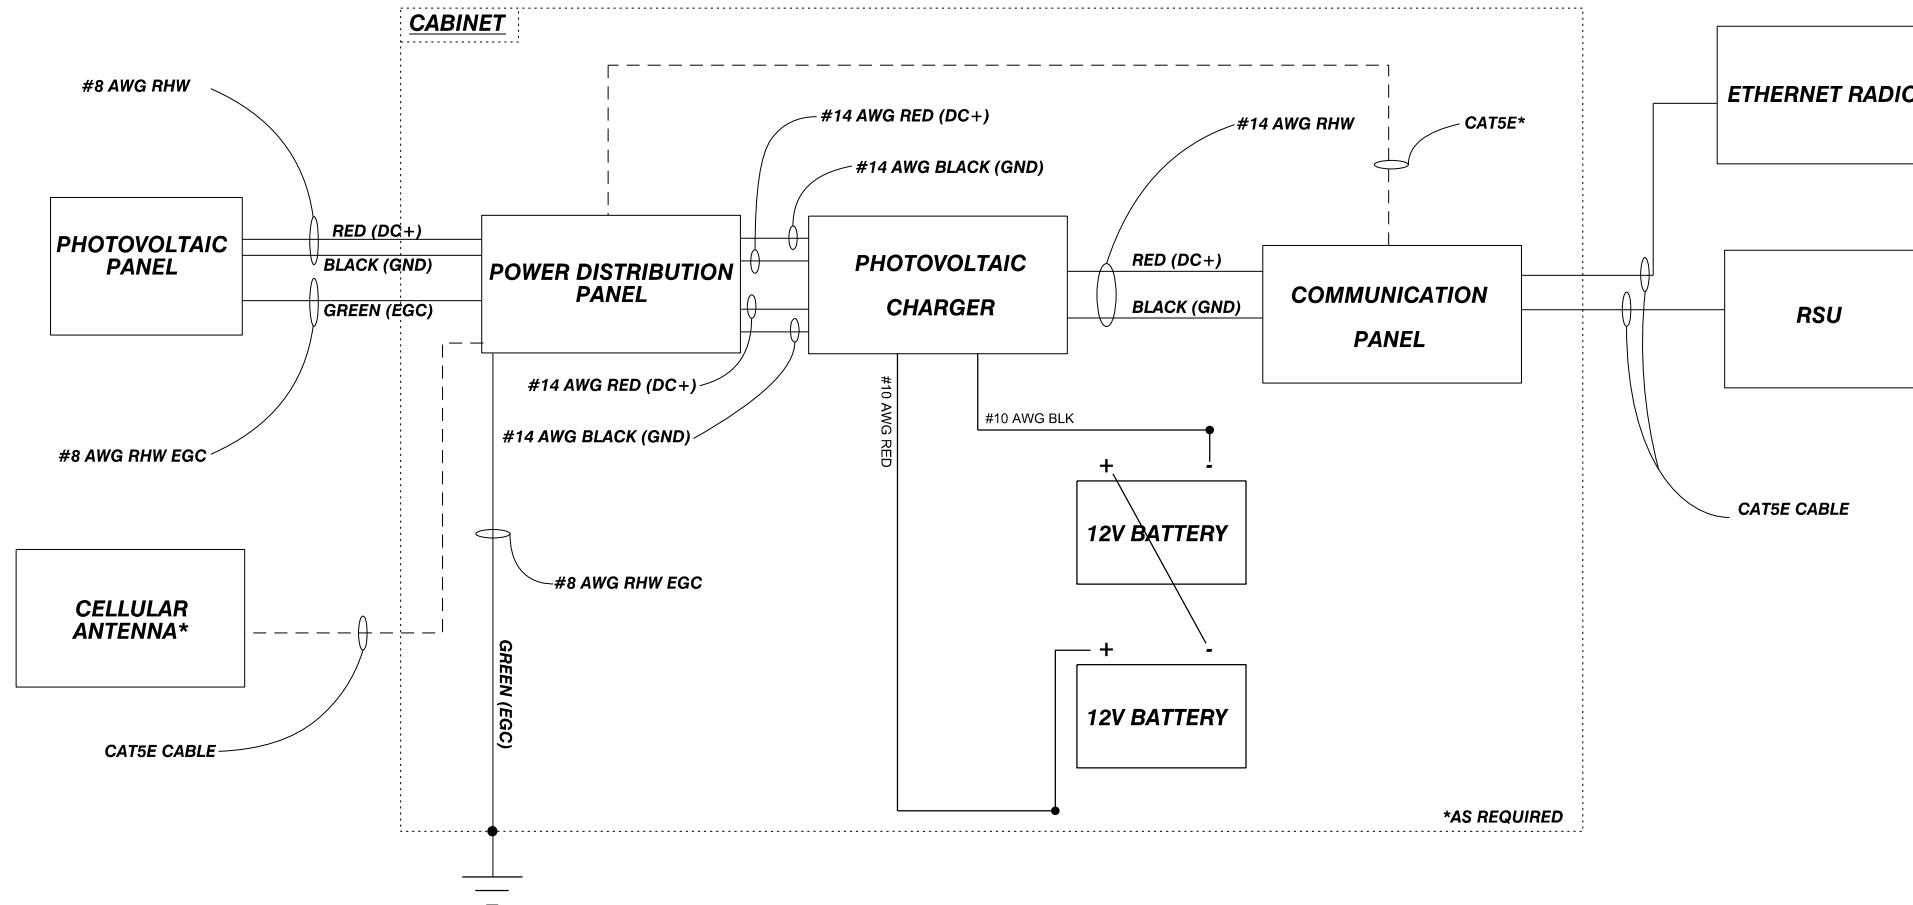 CABINET
#8 AWG RHW
ETHERNET RADIO
#14 AWG RED (DC+)
#14 AWG RHW
CAT5E*
#14 AWG BLACK (GND)
RED (DC+)
BLACK (GND)
GREEN (EGC)
PHOTOVOLTAIC
PANEL
POWER DISTRIBUTION
PANEL
PHOTOVOLTAIC
CHARGER
RED (DC+)
BLACK (GND)
COMMUNICATION
PANEL
RSU
#14 AWG RED (DC+)
#14 AWG BLACK (GND)
#10 AWG RED
#10 AWG BLK
#8 AWG RHW EGC
+
-
12V BATTERY
CAT5E CABLE
#8 AWG RHW EGC
CELLULAR
ANTENNA*
GREEN (EGC)
+
-
12V BATTERY
CAT5E CABLE
*AS REQUIRED